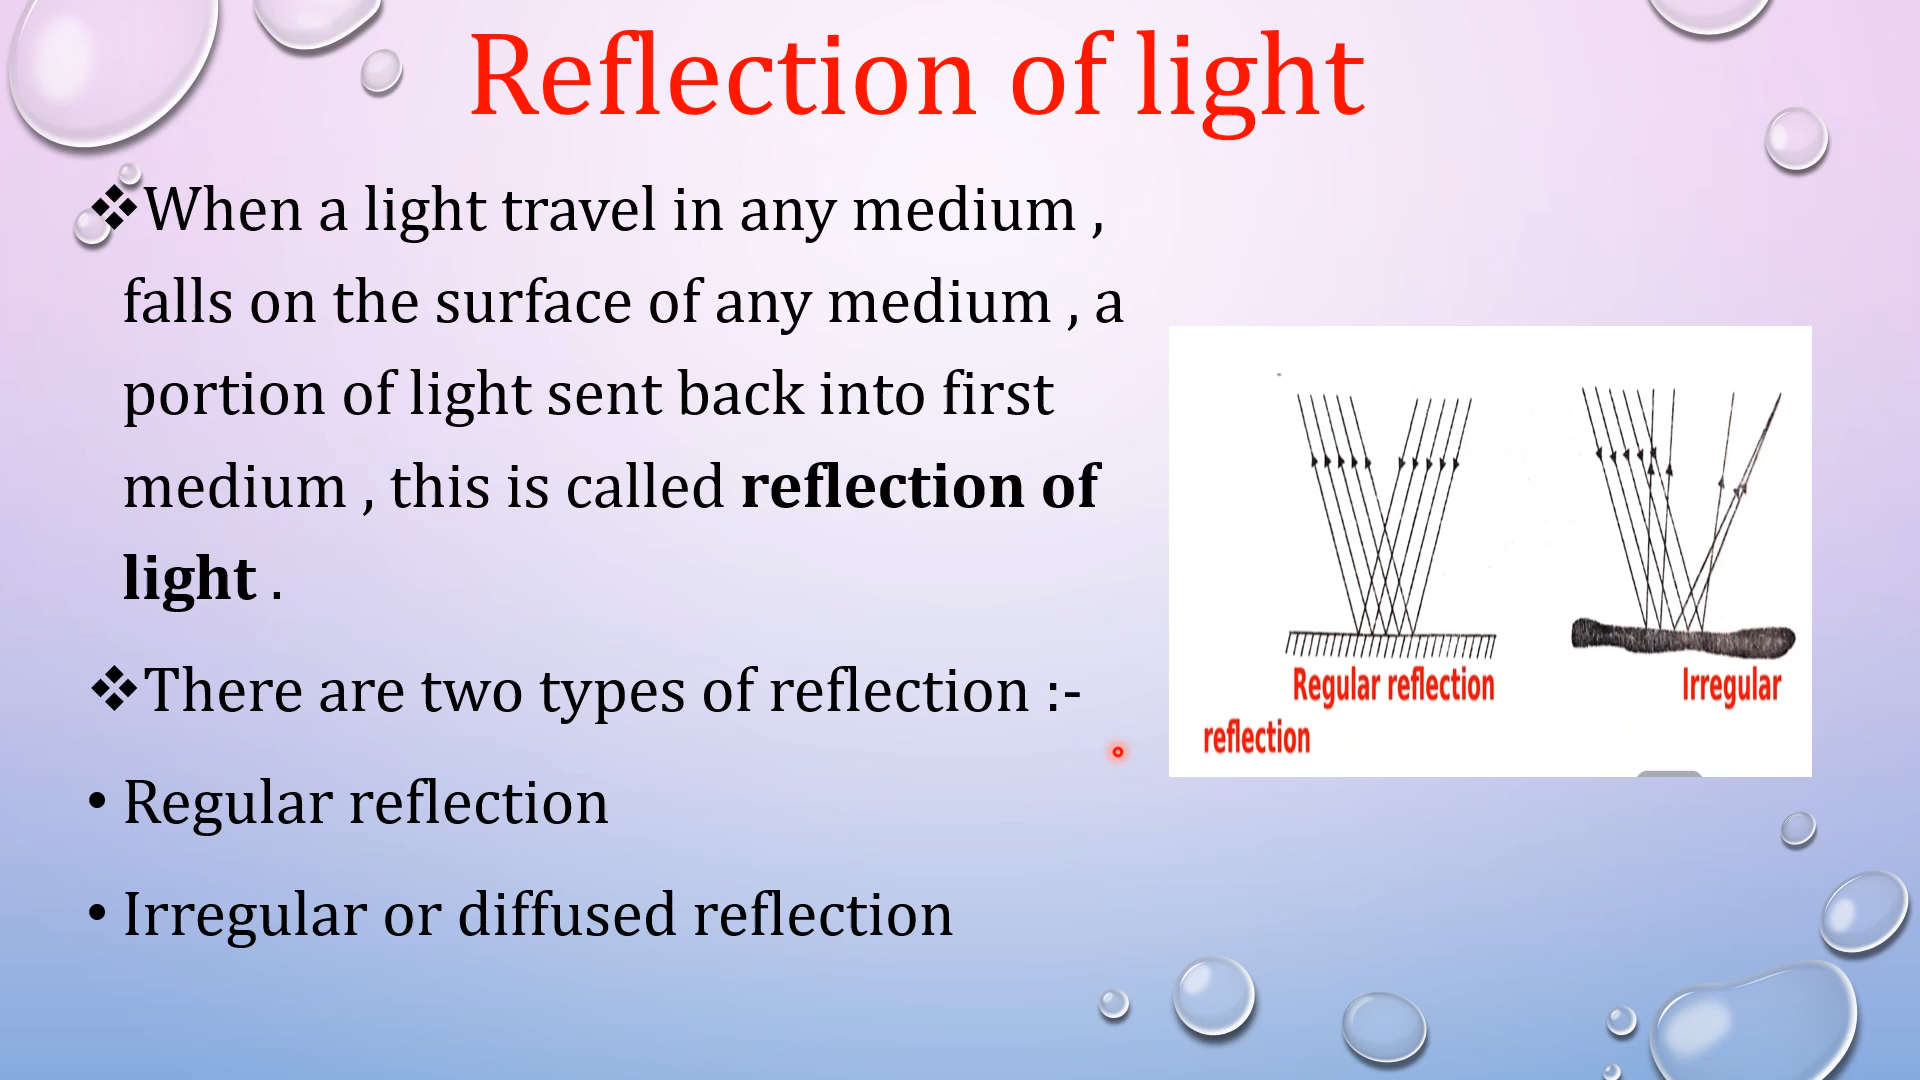 Reflection of light
❖When a light travel in any medium ,
falls on the surface of any medium , a
portion of light sent back into first
medium , this is called reflection of
light .
❖There are two types of reflection :-
• Regular reflection
• Irregular or diffused reflection
Regular reflection Irregular
reflection